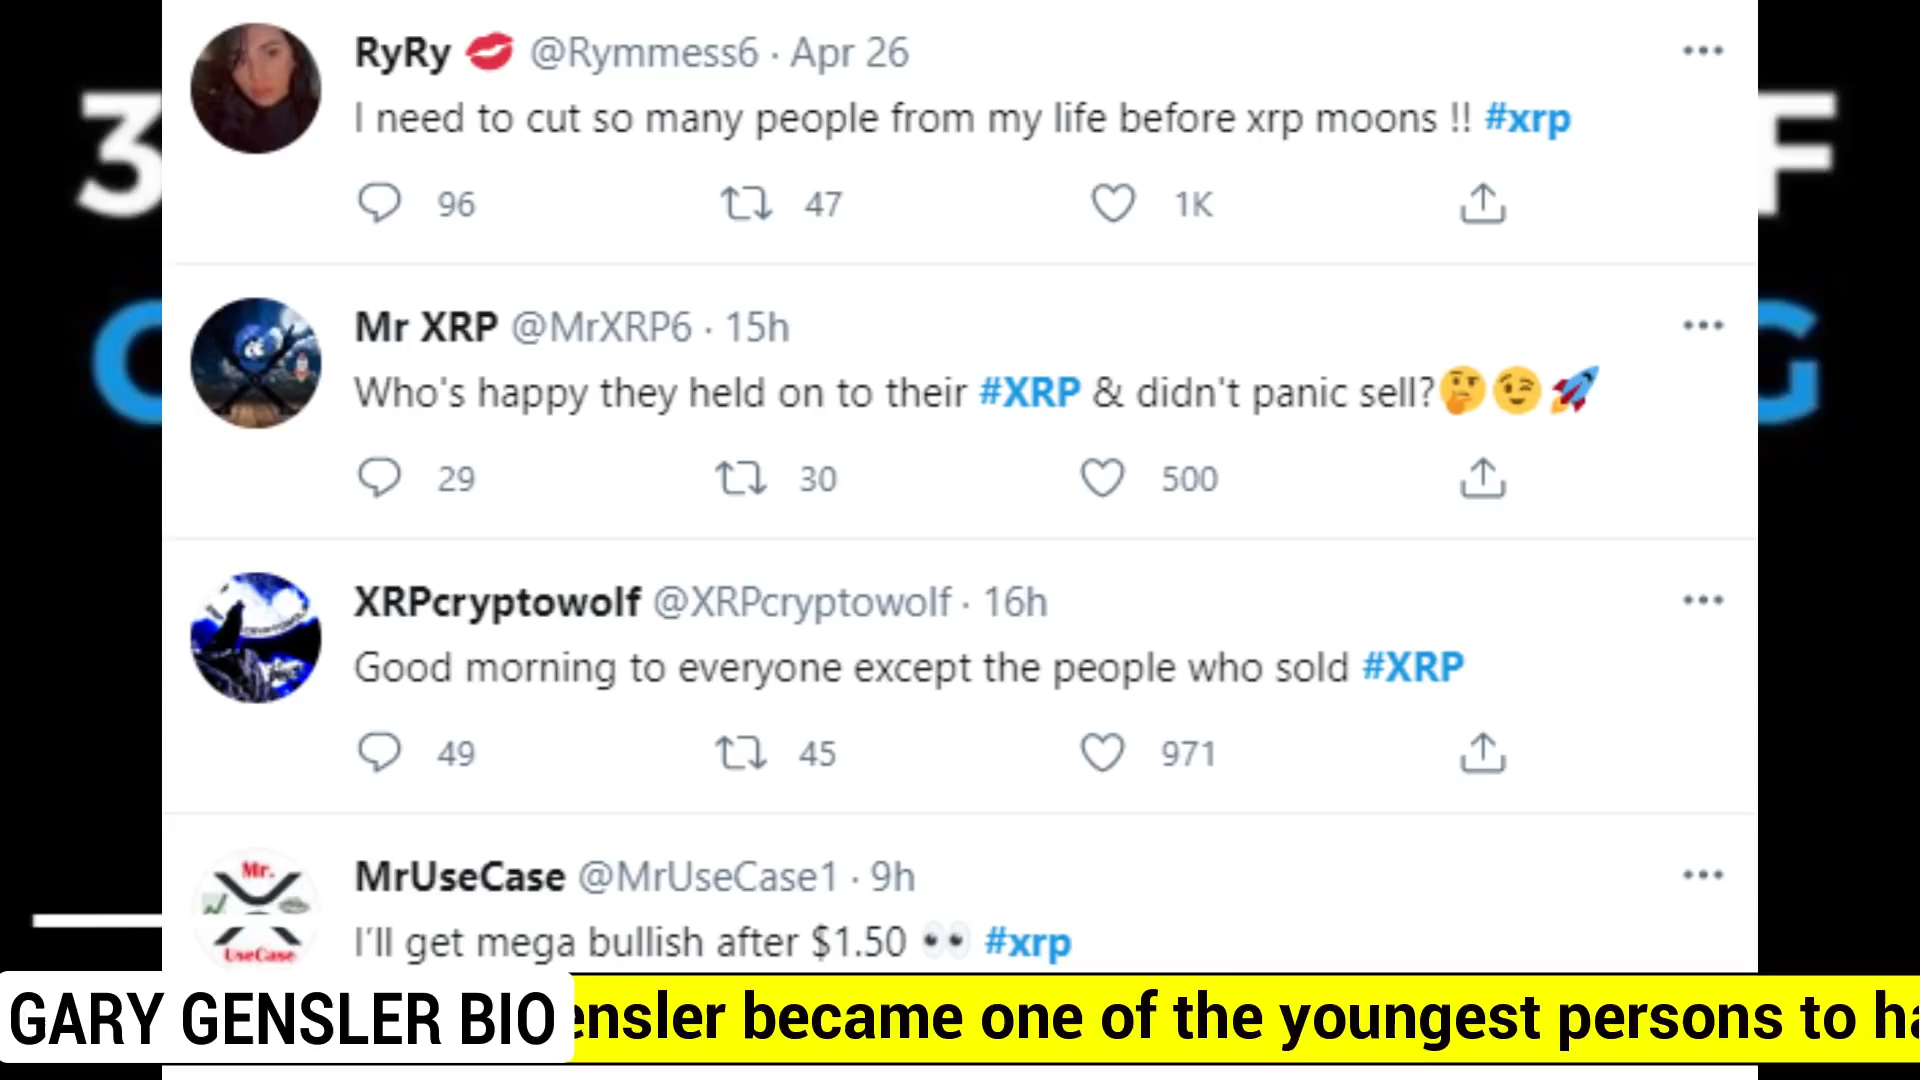 RyRy 💋 @Rymmess6 · Apr 26
I need to cut so many people from my life before xrp moons !! #xrp
96 47 1K
Mr XRP @MrXRP6 · 15h
Who's happy they held on to their #XRP & didn't panic sell?🤔😉🚀
29 30 500
XRPcryptowolf @XRPcryptowolf · 16h
Good morning to everyone except the people who sold #XRP
49 45 971
Mr.
UseCase
MrUseCase @MrUseCase1 · 9h
I'll get mega bullish after $1.50 👀 #xrp
GARY GENSLER BIO ensler became one of the youngest persons to ha
3 F
G